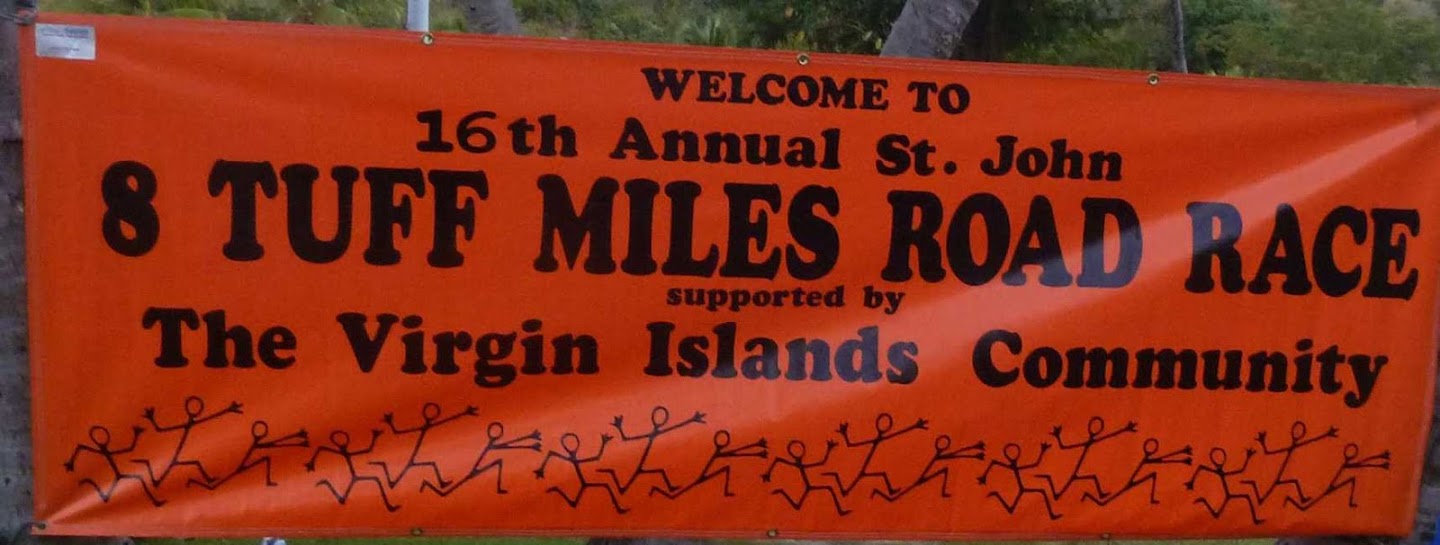 WELCOME TO
16th Annual St. John
8 TUFF MILES ROAD RACE
supported by
The Virgin Islands Community